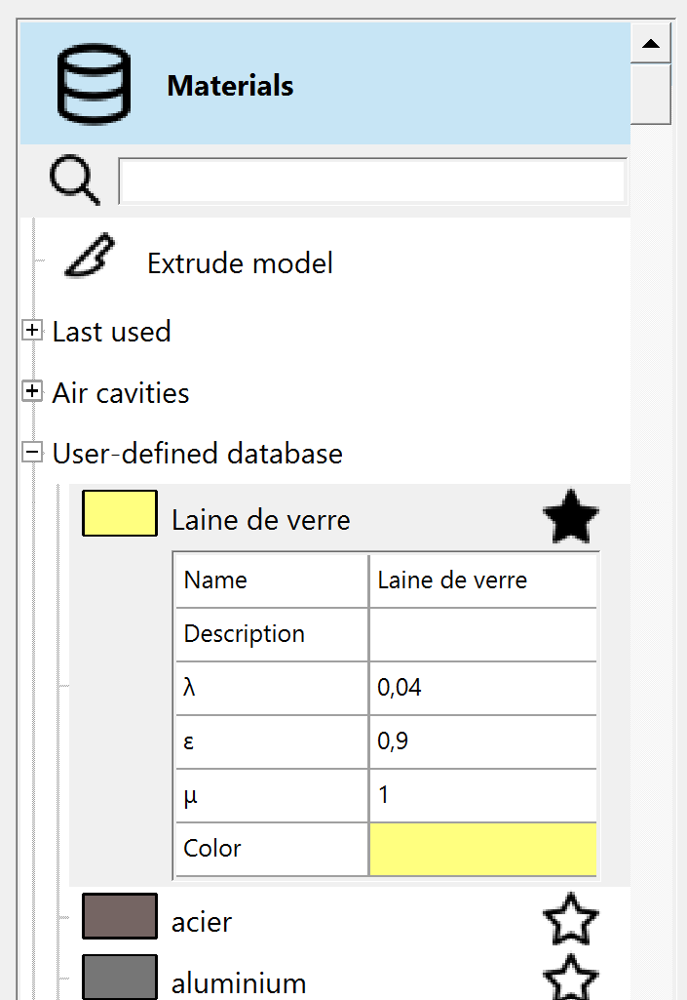 Materials
Extrude model
Last used
Air cavities
User-defined database
Laine de verre
Name Laine de verre
Description
λ 0,04
ε 0,9
μ 1
Color
acier
aluminium